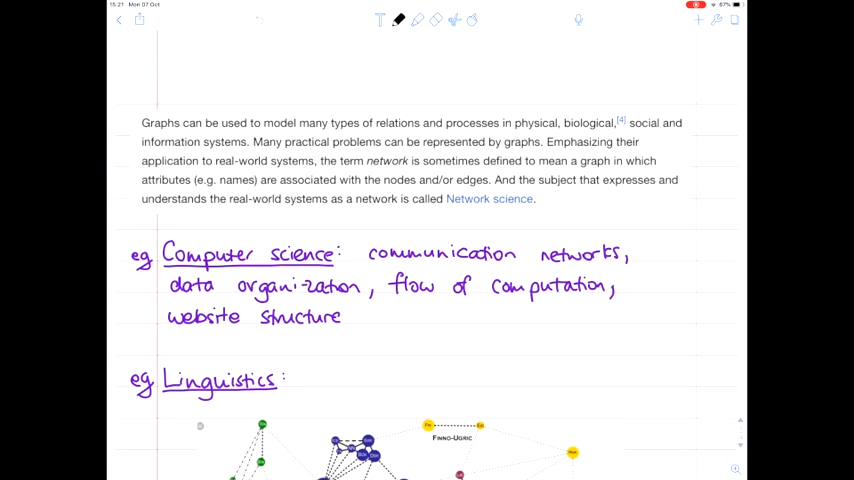 15.21 Mon 07 Oct
67%
Graphs can be used to model many types of relations and processes in physical, biological,[4] social and
information systems. Many practical problems can be represented by graphs. Emphasizing their
application to real-world systems, the term network is sometimes defined to mean a graph in which
attributes (e.g. names) are associated with the nodes and/or edges. And the subject that expresses and
understands the real-world systems as a network is called Network science.
eg Computer science: communication networks,
data organi-zation, flow of computation,
website structure
eg Linguistics:
FINNO-UGRIC